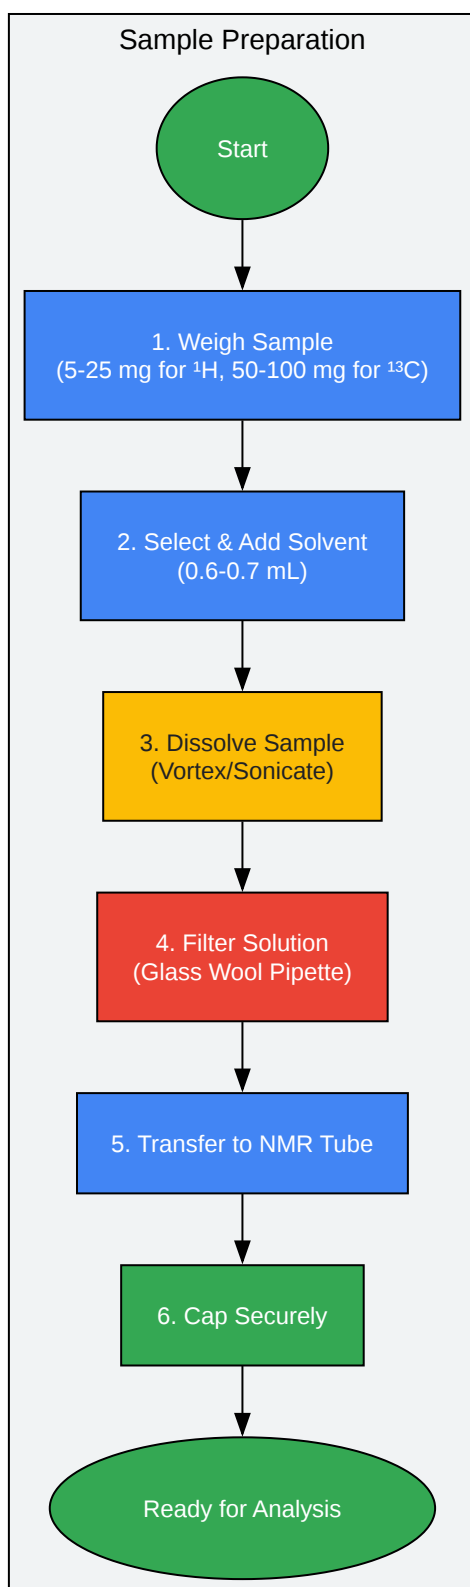 Sample Preparation
Start
1. Weigh Sample
(5-25 mg for ¹H, 50-100 mg for ¹³C)
2. Select & Add Solvent
(0.6-0.7 mL)
3. Dissolve Sample
(Vortex/Sonicate)
4. Filter Solution
(Glass Wool Pipette)
5. Transfer to NMR Tube
6. Cap Securely
Ready for Analysis